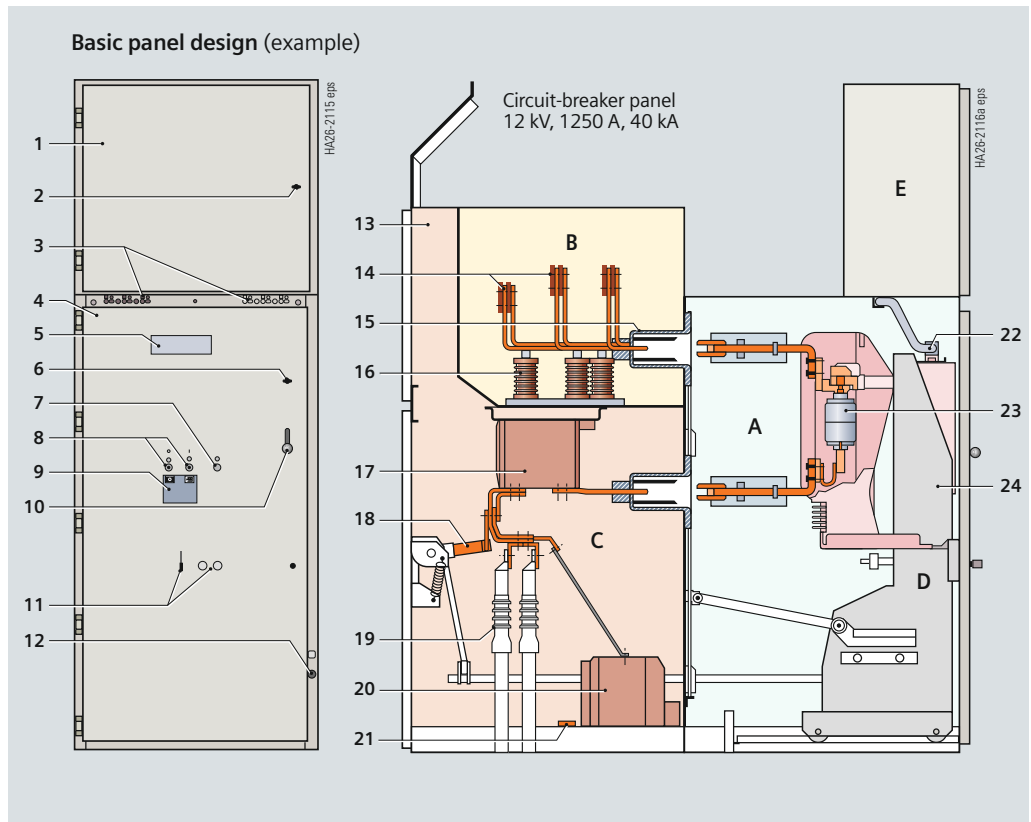 Basic panel design (example)
HA26-2115 eps
Circuit-breaker panel
12 kV, 1250 A, 40 kA
HA26-2116a eps
1
2
3
4
5
6
7
8
9
10
11
12
13
14
15
16
17
18
19
20
21
22
23
24
A
B
C
D
E